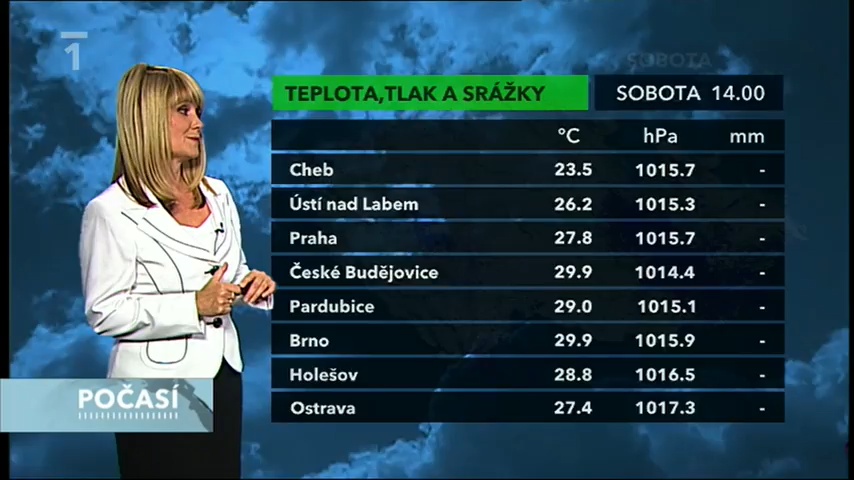 1
SOBOTA
TEPLOTA,TLAK A SRÁŽKY SOBOTA 14.00
°C hPa mm
Cheb 23.5 1015.7 -
Ústí nad Labem 26.2 1015.3 -
Praha 27.8 1015.7 -
České Budějovice 29.9 1014.4 -
Pardubice 29.0 1015.1 -
Brno 29.9 1015.9 -
Holešov 28.8 1016.5 -
Ostrava 27.4 1017.3 -
POČASÍ